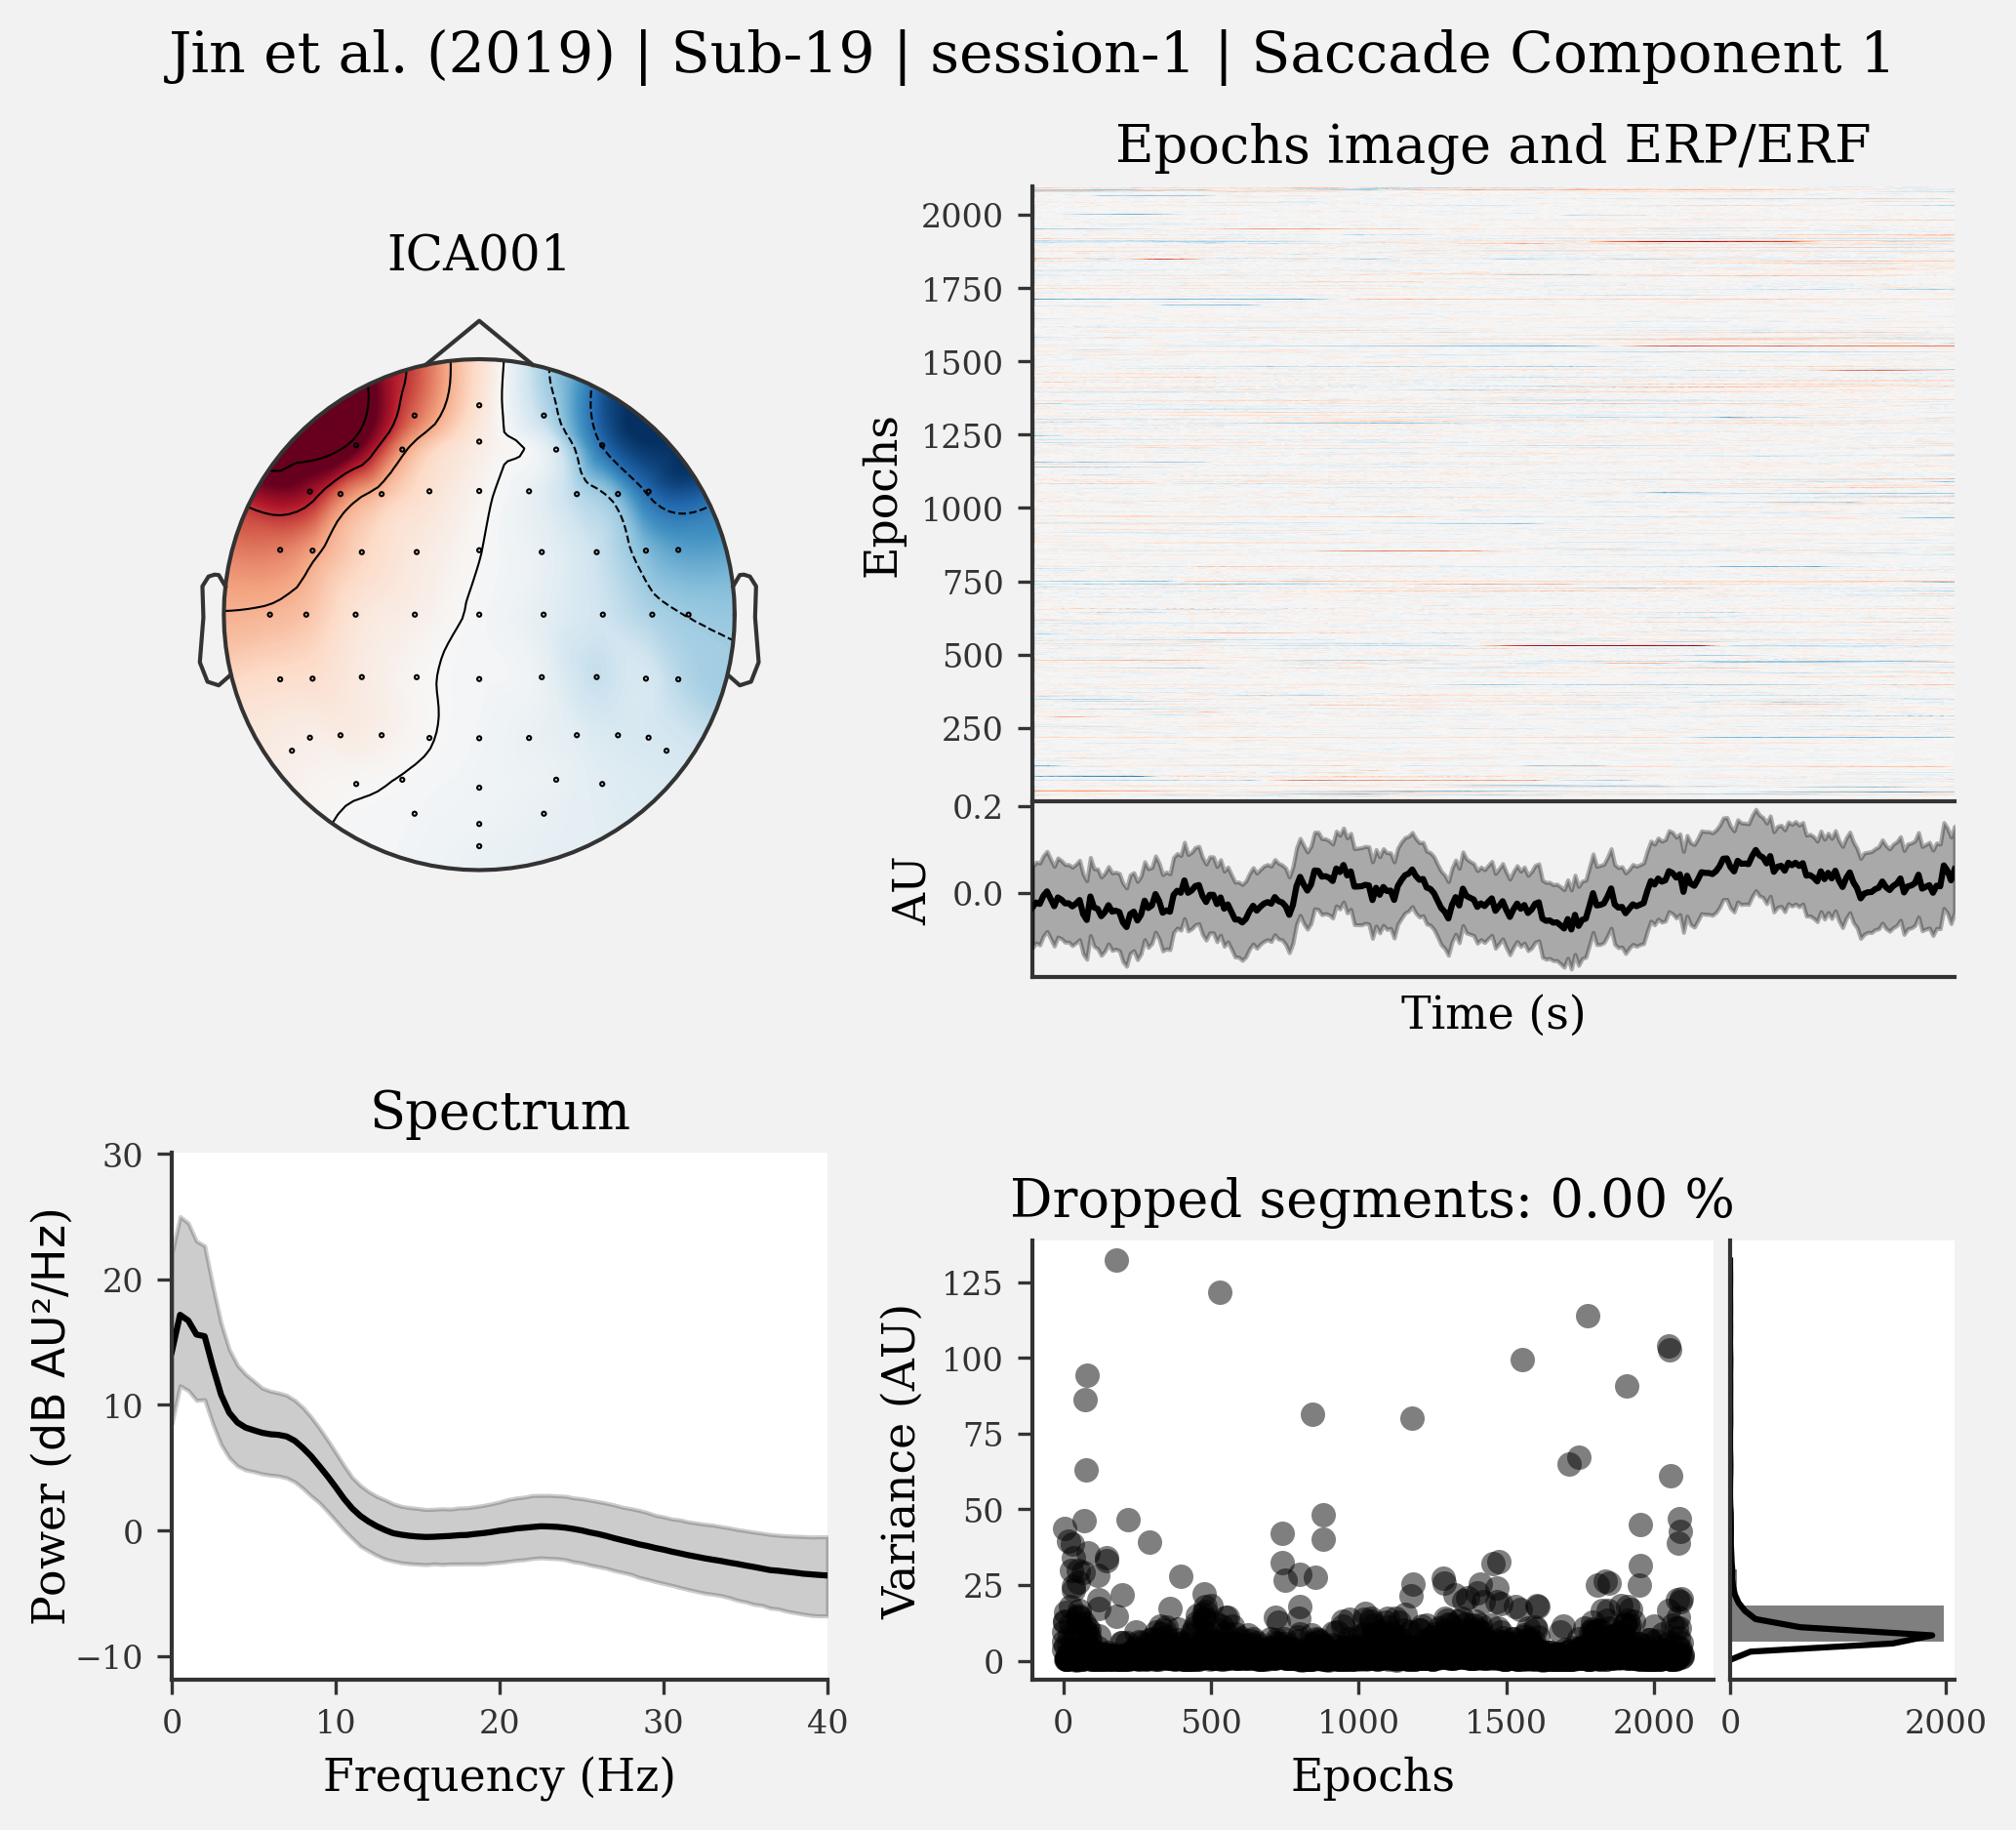 Jin et al. (2019) | Sub-19 | session-1 | Saccade Component 1
ICA001
Epochs image and ERP/ERF
Epochs
2000
1750
1500
1250
1000
750
500
250
AU
0.2
0.0
Time (s)
Spectrum
Power (dB AU²/Hz)
30
20
10
0
−10
0 10 20 30 40
Frequency (Hz)
Dropped segments: 0.00 %
Variance (AU)
125
100
75
50
25
0
0 500 1000 1500 2000
Epochs
0 2000